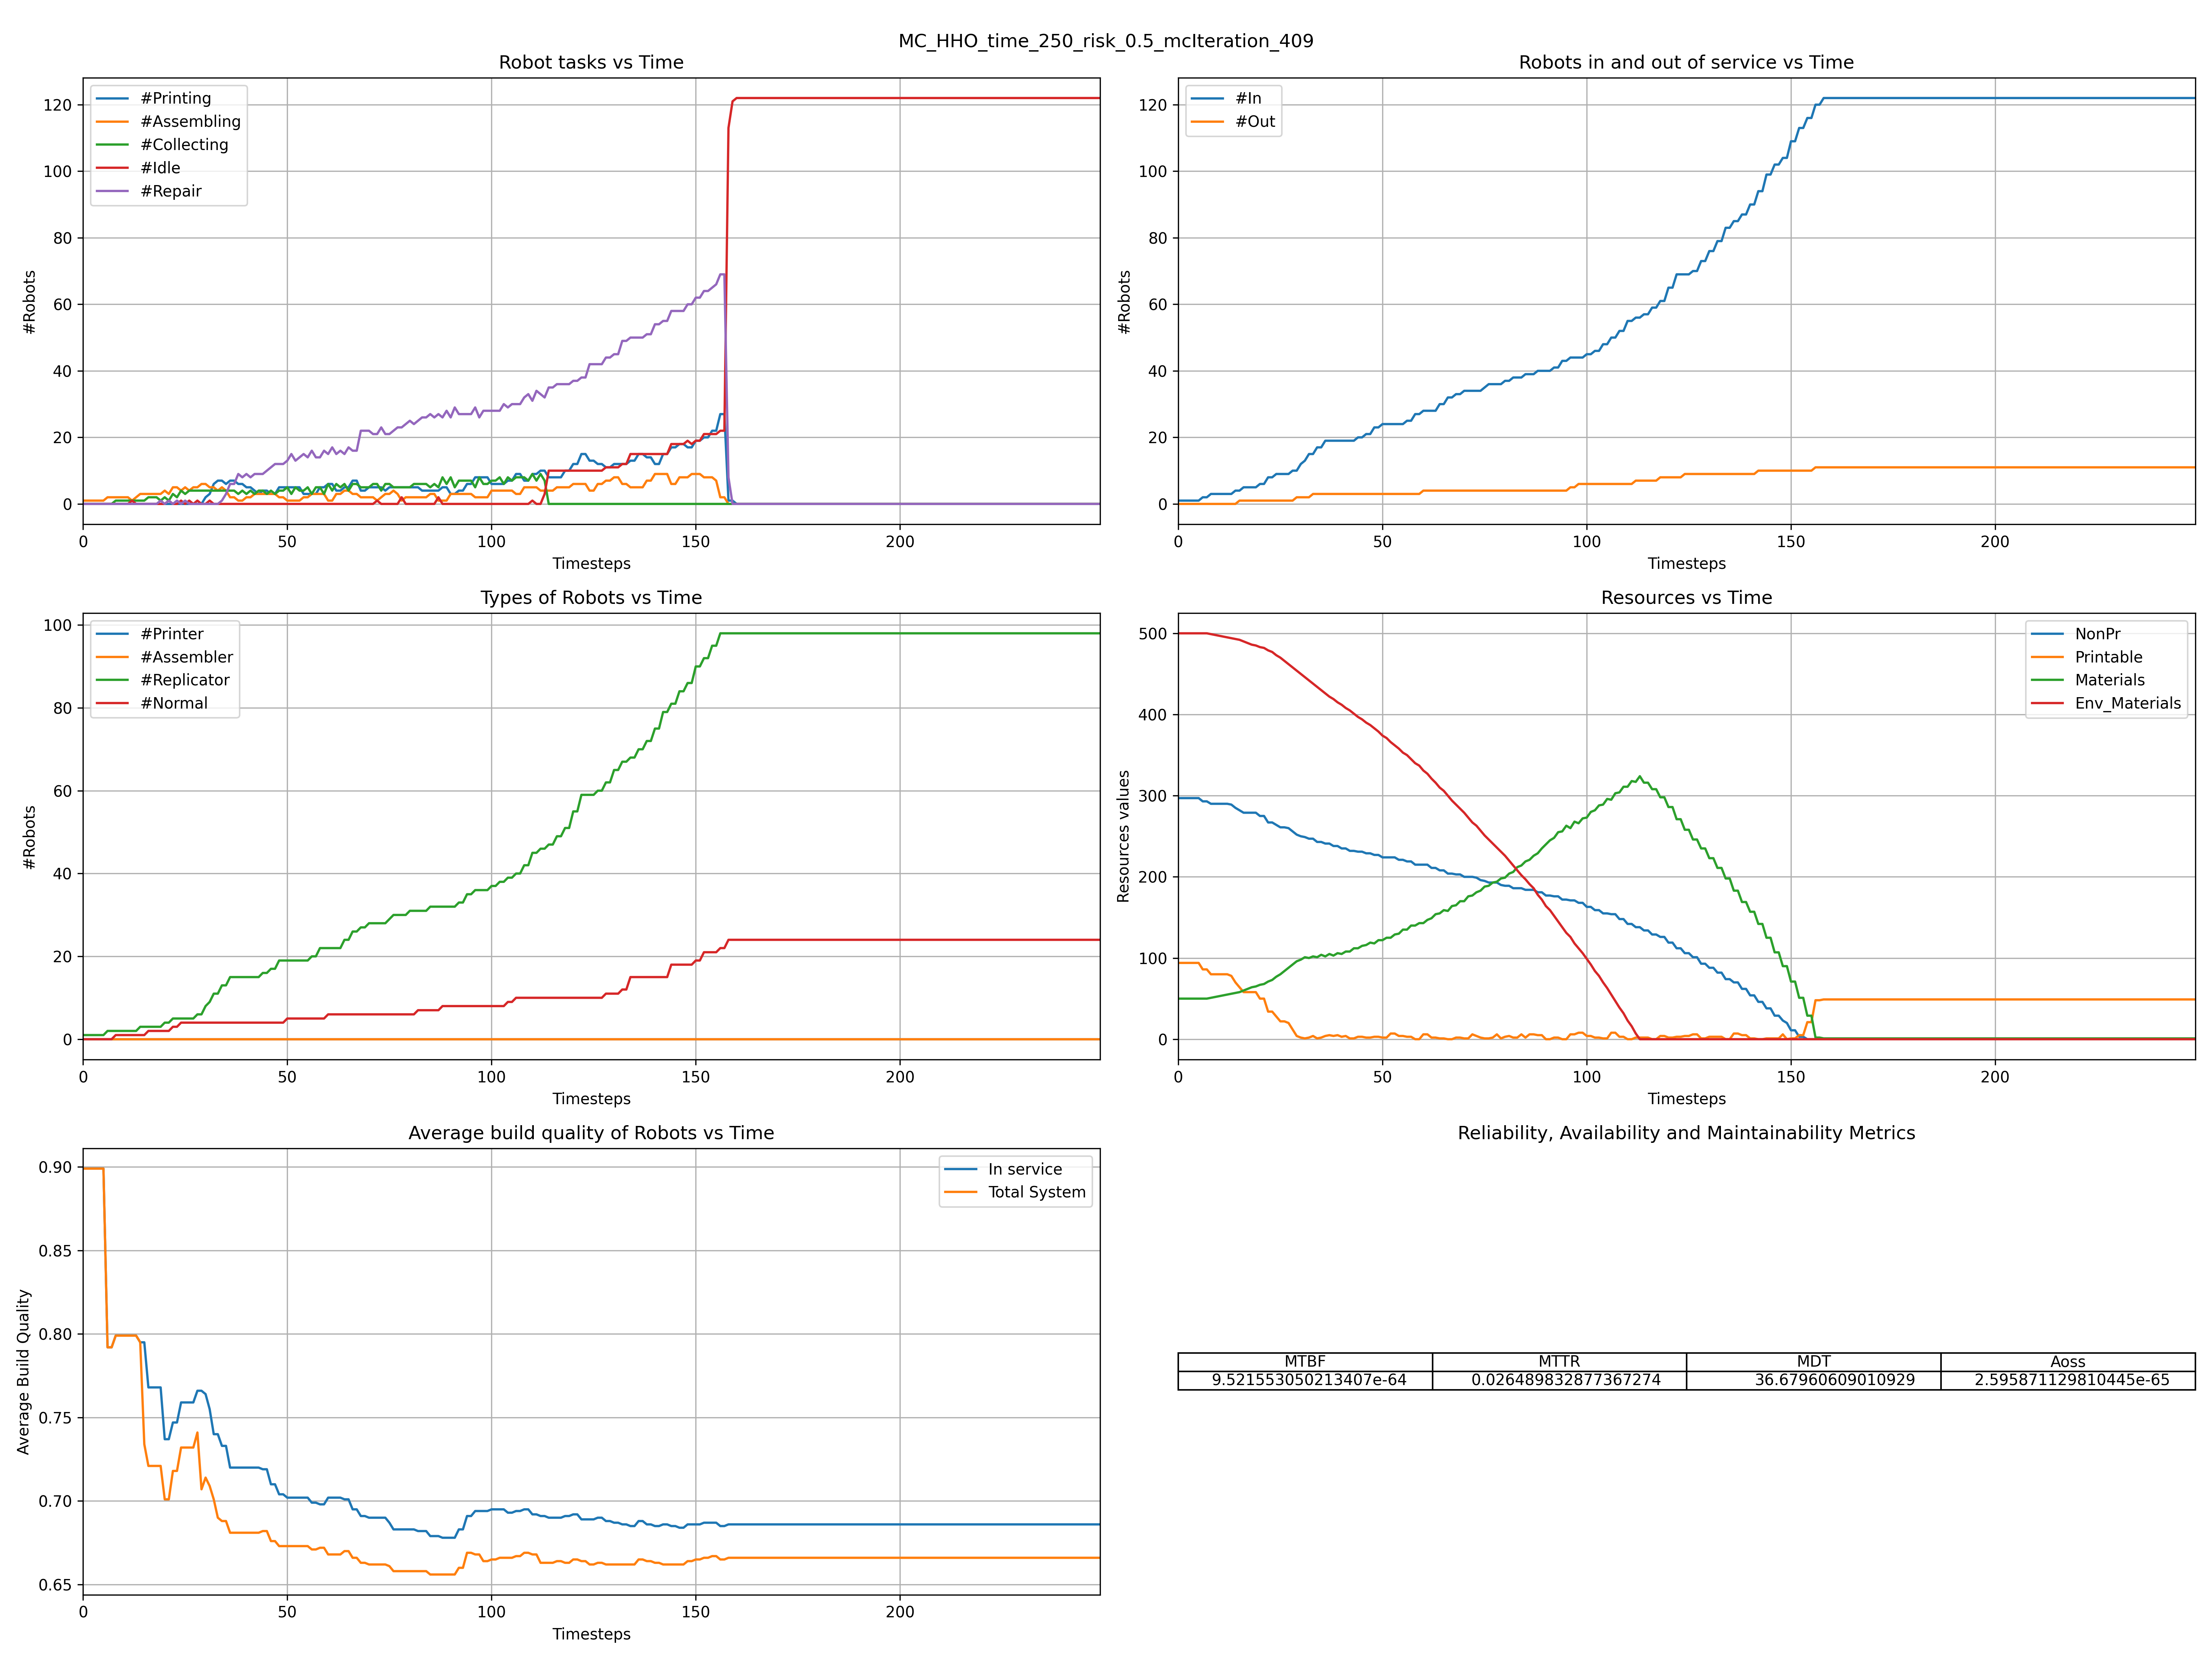 MC_HHO_time_250_risk_0.5_mcIteration_409
Robot tasks vs Time
#Printing
#Assembling
#Collecting
#Idle
#Repair
120
100
80
60
40
20
0
#Robots
0 50 100 150 200
Timesteps
Robots in and out of service vs Time
#In
#Out
120
100
80
60
40
20
0
#Robots
0 50 100 150 200
Timesteps
Types of Robots vs Time
#Printer
#Assembler
#Replicator
#Normal
100
80
60
40
20
0
#Robots
0 50 100 150 200
Timesteps
Resources vs Time
NonPr
Printable
Materials
Env_Materials
500
400
300
200
100
0
Resources values
0 50 100 150 200
Timesteps
Average build quality of Robots vs Time
In service
Total System
0.90
0.85
0.80
0.75
0.70
0.65
Average Build Quality
0 50 100 150 200
Timesteps
Reliability, Availability and Maintainability Metrics
MTBF MTTR MDT Aoss
9.521553050213407e-64 0.026489832877367274 36.67960609010929 2.595871129810445e-65